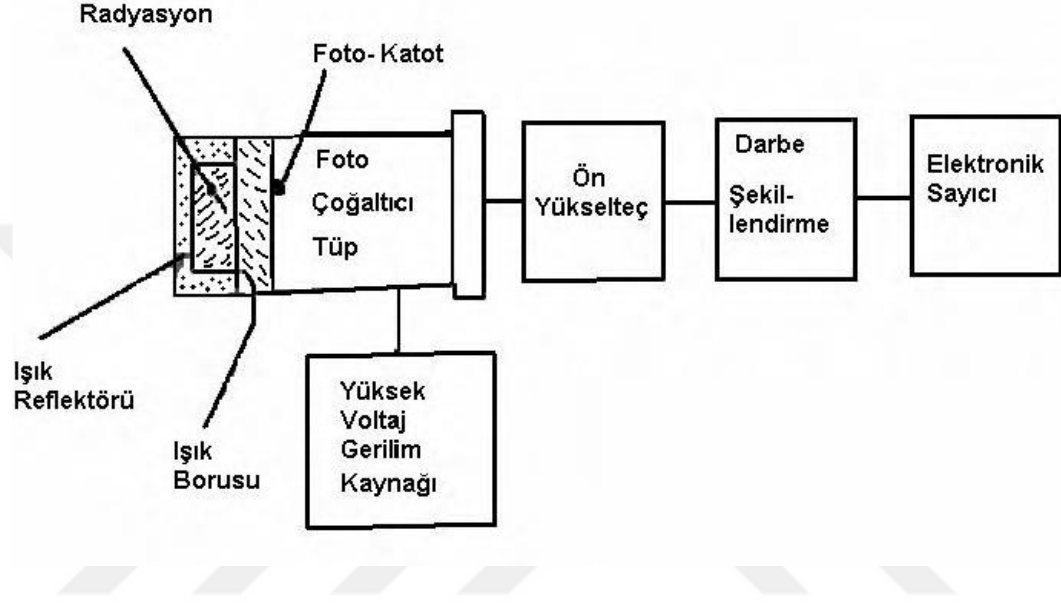 Radyasyon
Foto- Katot
Foto
Çoğaltıcı
Tüp
Ön
Yükselteç
Darbe
Şekil-
lendirme
Elektronik
Sayıcı
Işık
Reflektörü
Işık
Borusu
Yüksek
Voltaj
Gerilim
Kaynağı